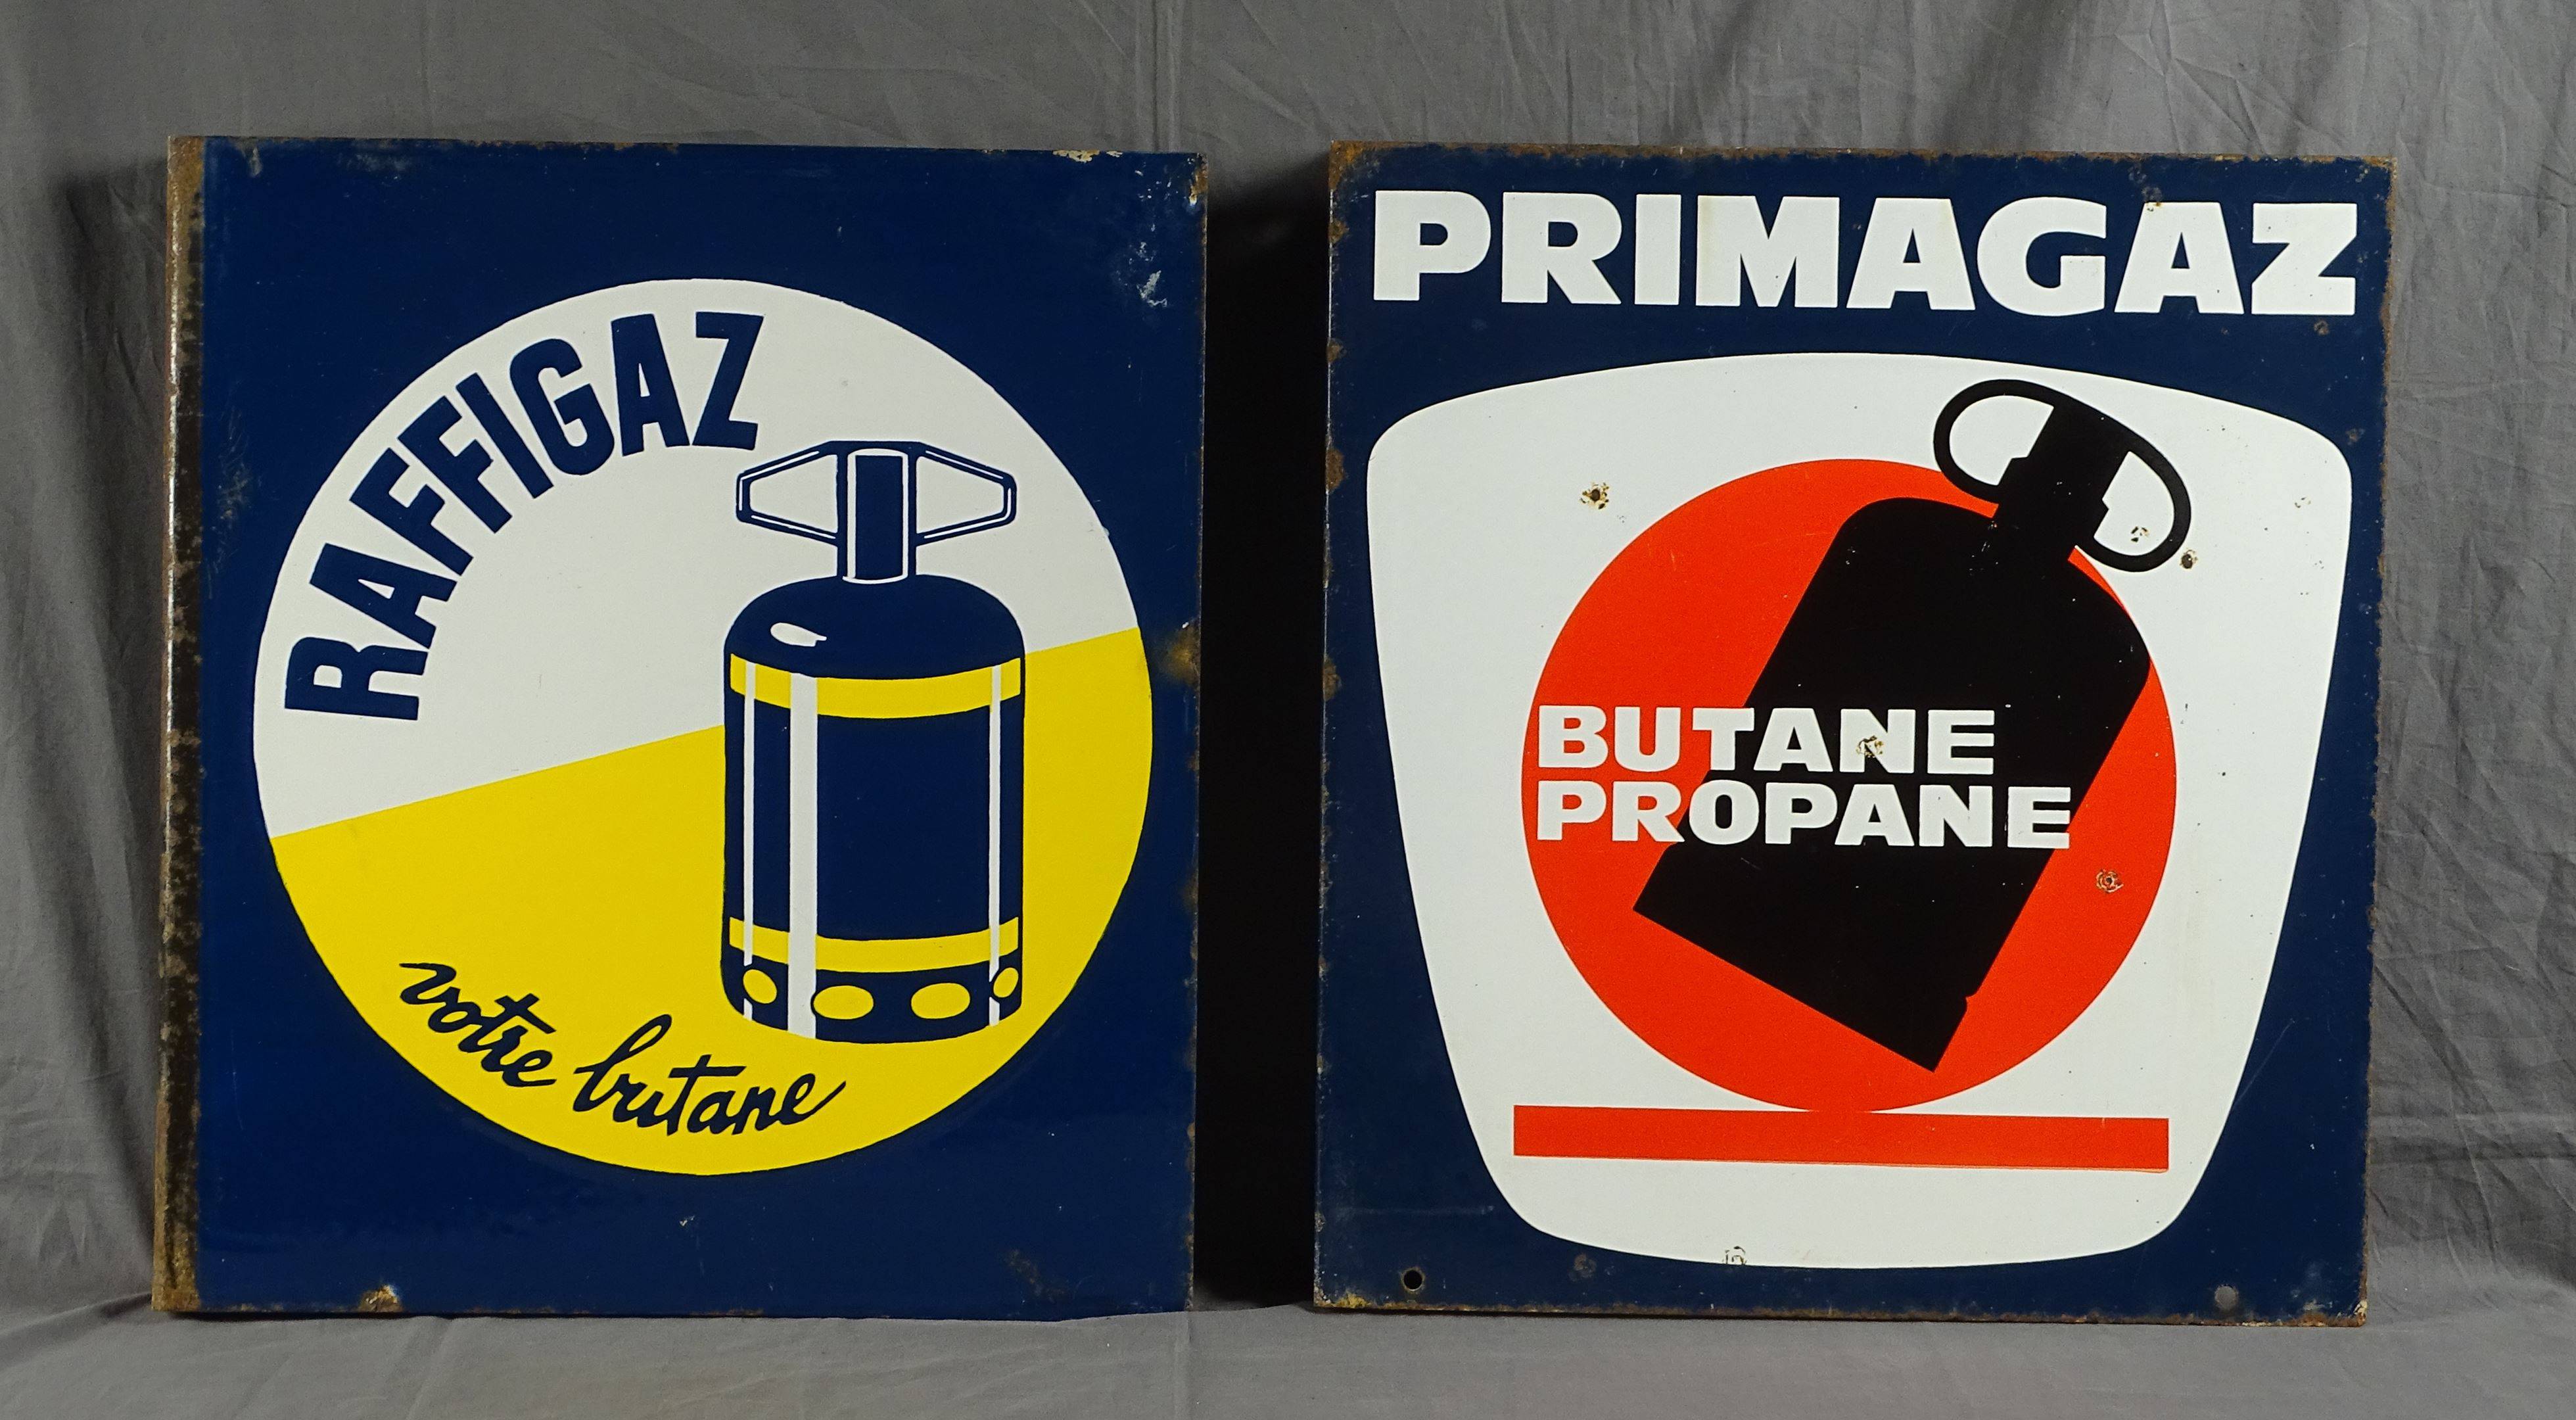 RAFFIGAZ
votre butane
PRIMAGAZ
BUTANE
PROPANE